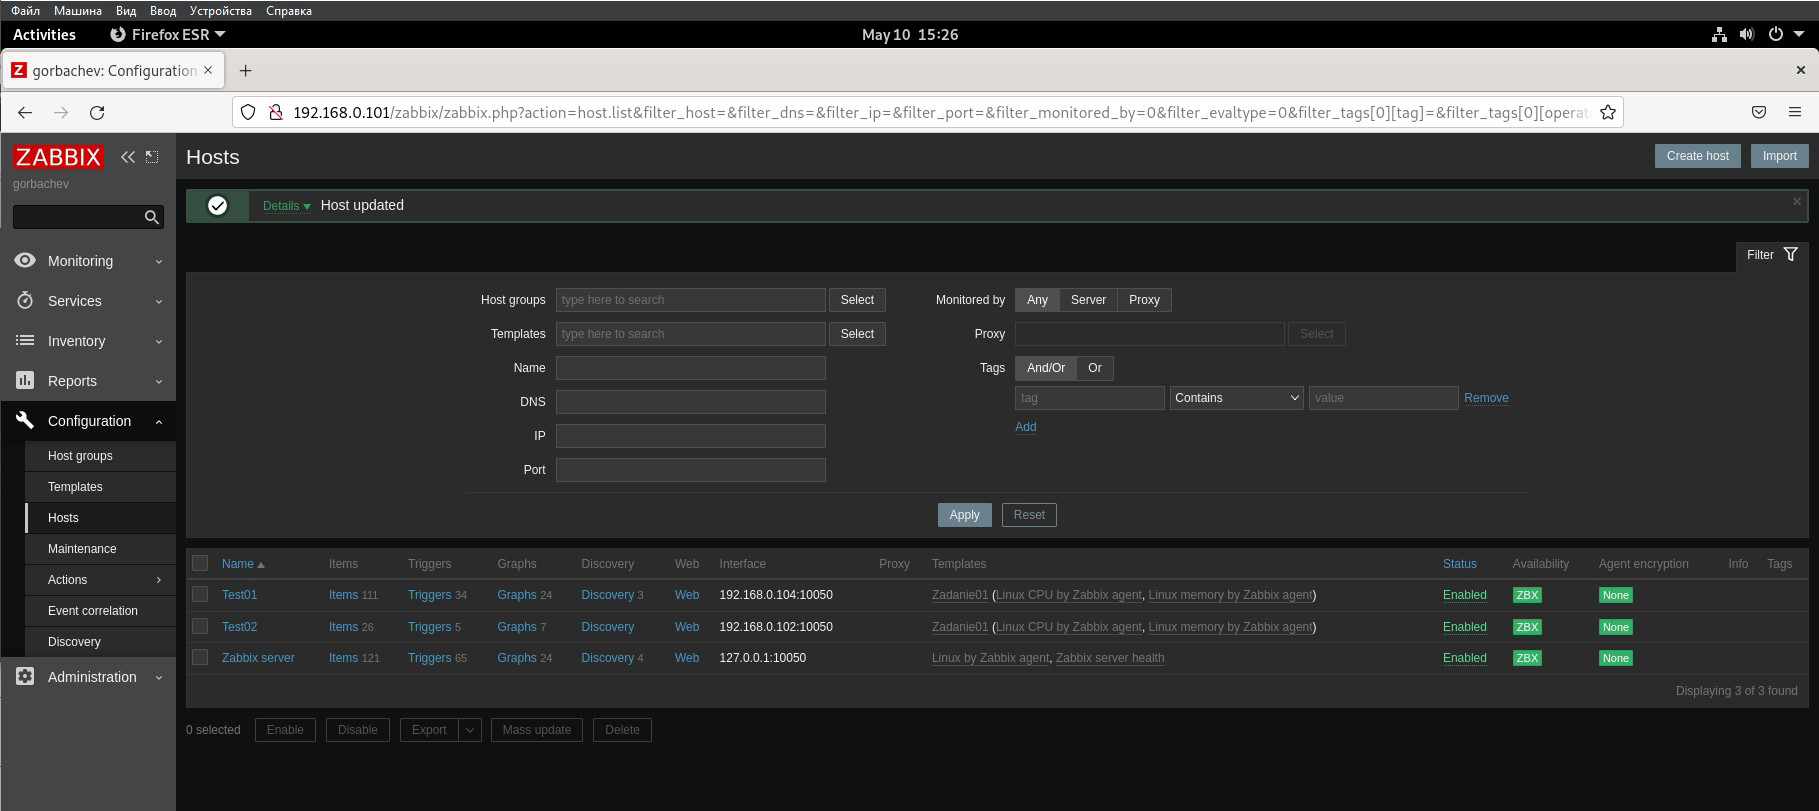 Файл Машина Вид Ввод Устройства Справка
Activities Firefox ESR May 10 15:26
Z gorbachev: Configuration × + ×
192.168.0.101/zabbix/zabbix.php?action=host.list&filter_host=&filter_dns=&filter_ip=&filter_port=&filter_monitored_by=0&filter_evaltype=0&filter_tags[0][tag]=&filter_tags[0][operat
ZABBIX
gorbachev
Monitoring
Services
Inventory
Reports
Configuration
Host groups
Templates
Hosts
Maintenance
Actions
Event correlation
Discovery
Administration
Hosts Create host Import
Details Host updated ×
Filter
Host groups type here to search Select
Templates type here to search Select
Name
DNS
IP
Port
Monitored by Any Server Proxy
Proxy Select
Tags And/Or Or
tag Contains value Remove
Add
Apply Reset
Name Items Triggers Graphs Discovery Web Interface Proxy Templates Status Availability Agent encryption Info Tags
Test01 Items 111 Triggers 34 Graphs 24 Discovery 3 Web 192.168.0.104:10050 Zadanie01 (Linux CPU by Zabbix agent, Linux memory by Zabbix agent) Enabled ZBX None
Test02 Items 26 Triggers 5 Graphs 7 Discovery Web 192.168.0.102:10050 Zadanie01 (Linux CPU by Zabbix agent, Linux memory by Zabbix agent) Enabled ZBX None
Zabbix server Items 121 Triggers 65 Graphs 24 Discovery 4 Web 127.0.0.1:10050 Linux by Zabbix agent, Zabbix server health Enabled ZBX None
Displaying 3 of 3 found
0 selected Enable Disable Export Mass update Delete